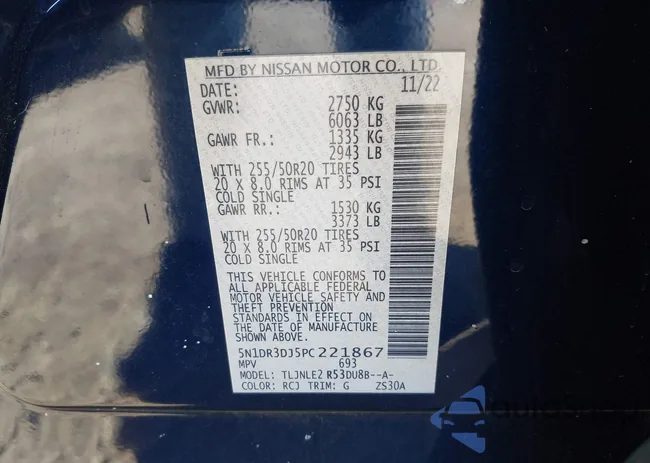 MFD BY NISSAN MOTOR CO., LTD.
DATE: 11/22
GVWR: 2750 KG
6063 LB
GAWR FR.: 1335 KG
2943 LB
WITH 255/50R20 TIRES
20 X 8.0 RIMS AT 35 PSI
COLD SINGLE
GAWR RR.: 1530 KG
3373 LB
WITH 255/50R20 TIRES
20 X 8.0 RIMS AT 35 PSI
COLD SINGLE
THIS VEHICLE CONFORMS TO
ALL APPLICABLE FEDERAL
MOTOR VEHICLE SAFETY AND
THEFT PREVENTION
STANDARDS IN EFFECT ON
THE DATE OF MANUFACTURE
SHOWN ABOVE.
5N1DR3DJ5PC221867
MPV 693
MODEL: TLJNLE2 R53DU8B--A-
COLOR: RCJ TRIM: G ZS30A